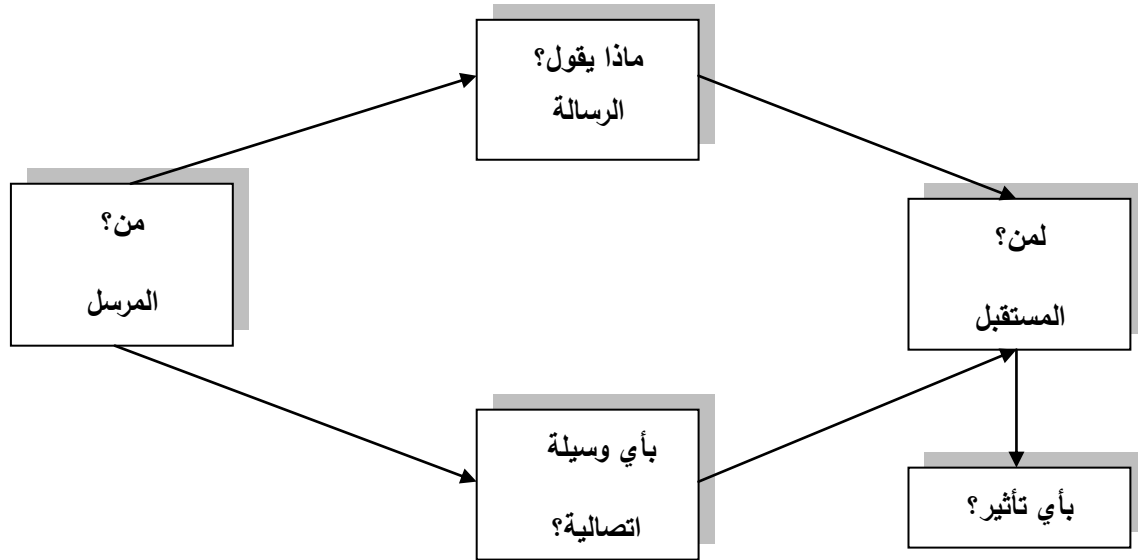 ماذا يقول؟
الرسالة
من؟
المرسل
لمن؟
المستقبل
بأي وسيلة
اتصالية؟
بأي تأثير؟